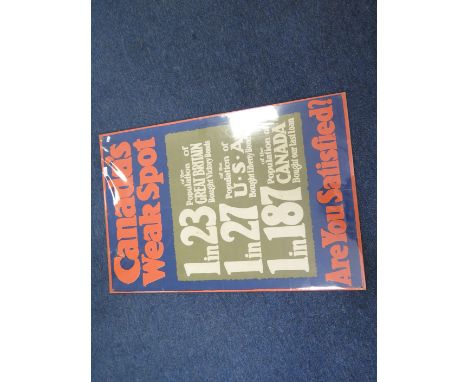 Canada's
Weak Spot
1 in 23
Population of
of the
GREAT BRITAIN
Bought Victory Bonds
1 in 27
of the
Population of
U·S·A
Bought Liberty Bonds
1 in 187
Population of
of the
CANADA
Bought our last Loan
Are You Satisfied?